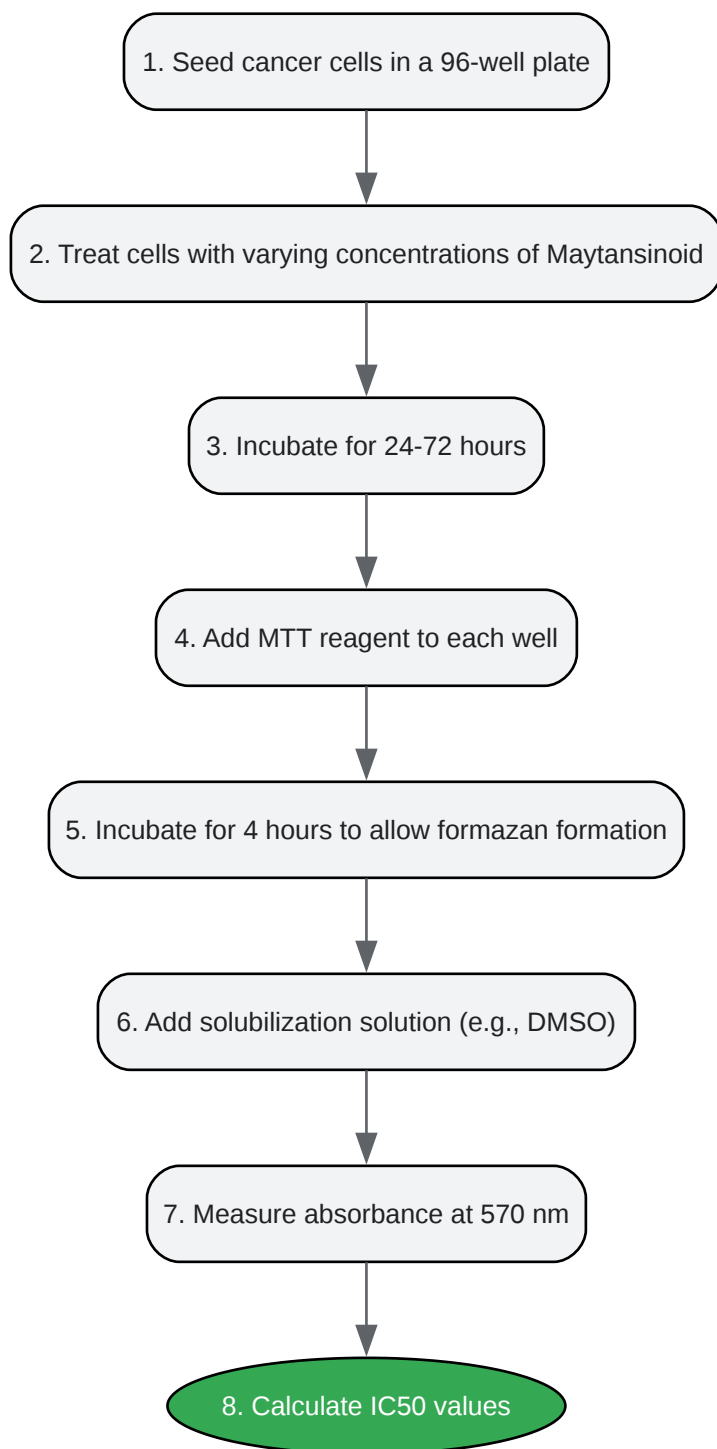 1. Seed cancer cells in a 96-well plate
2. Treat cells with varying concentrations of Maytansinoid
3. Incubate for 24-72 hours
4. Add MTT reagent to each well
5. Incubate for 4 hours to allow formazan formation
6. Add solubilization solution (e.g., DMSO)
7. Measure absorbance at 570 nm
8. Calculate IC50 values